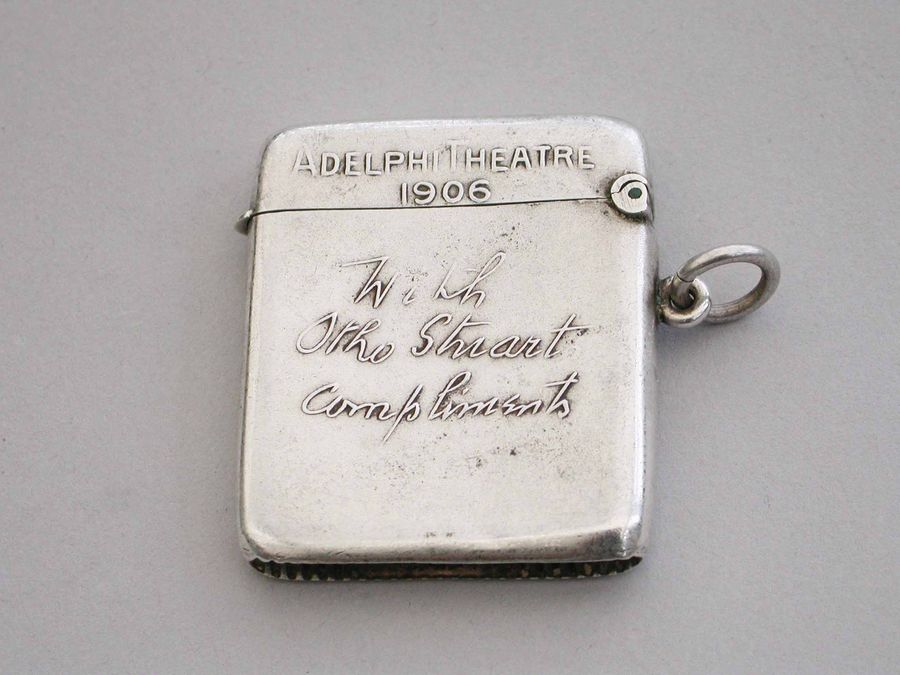 ADELPHI THEATRE
1906
With
Otho Stuart
Compliments